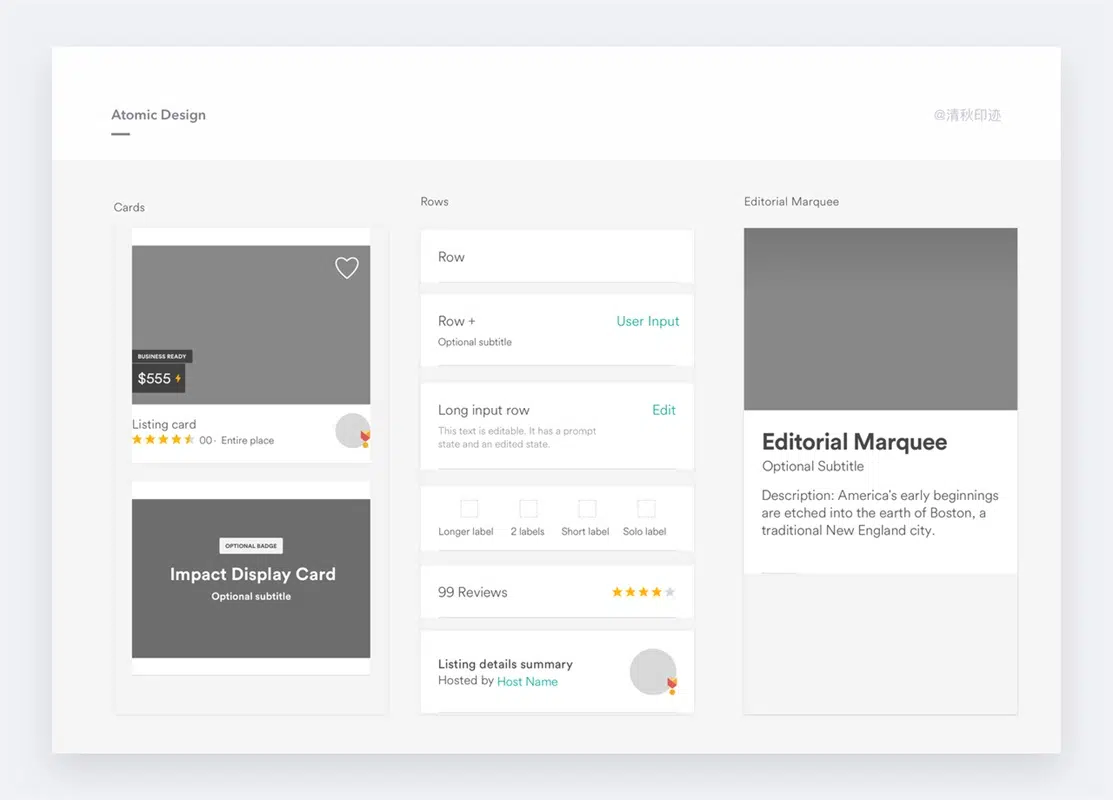 Atomic Design
@清秋印迹
Cards
BUSINESS READY
$555
Listing card
00 · Entire place
OPTIONAL BADGE
Impact Display Card
Optional subtitle
Rows
Row
Row +
User Input
Optional subtitle
Long input row
Edit
This text is editable. It has a prompt
state and an edited state.
Longer label
2 labels
Short label
Solo label
99 Reviews
Listing details summary
Hosted by Host Name
Editorial Marquee
Editorial Marquee
Optional Subtitle
Description: America's early beginnings
are etched into the earth of Boston, a
traditional New England city.